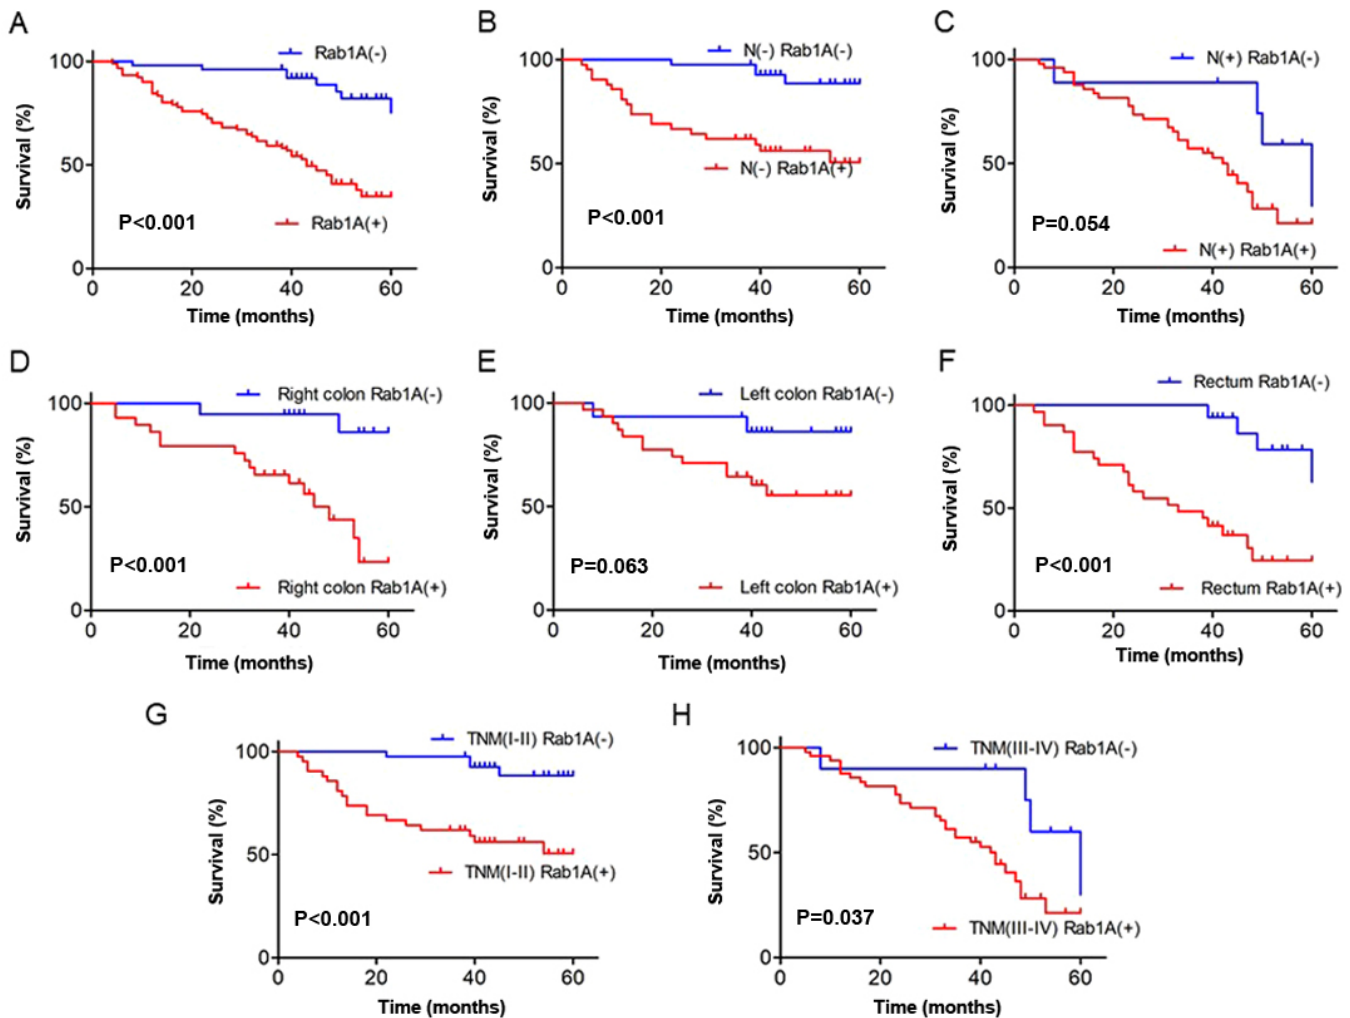 A
Rab1A(-)
100
50
0
Survival (%)
P<0.001
Rab1A(+)
0 20 40 60
Time (months)
B
N(-) Rab1A(-)
100
50
0
Survival (%)
N(-) Rab1A(+)
P<0.001
0 20 40 60
Time (months)
C
N(+) Rab1A(-)
100
50
0
Survival (%)
P=0.054
N(+) Rab1A(+)
0 20 40 60
Time (months)
D
Right colon Rab1A(-)
100
50
0
Survival (%)
P<0.001
Right colon Rab1A(+)
0 20 40 60
Time (months)
E
Left colon Rab1A(-)
100
50
0
Survival (%)
P=0.063
Left colon Rab1A(+)
0 20 40 60
Time (months)
F
Rectum Rab1A(-)
100
50
0
Survival (%)
P<0.001
Rectum Rab1A(+)
0 20 40 60
Time (months)
G
TNM(I-II) Rab1A(-)
100
50
0
Survival (%)
TNM(I-II) Rab1A(+)
P<0.001
0 20 40 60
Time (months)
H
TNM(III-IV) Rab1A(-)
100
50
0
Survival (%)
P=0.037
TNM(III-IV) Rab1A(+)
0 20 40 60
Time (months)